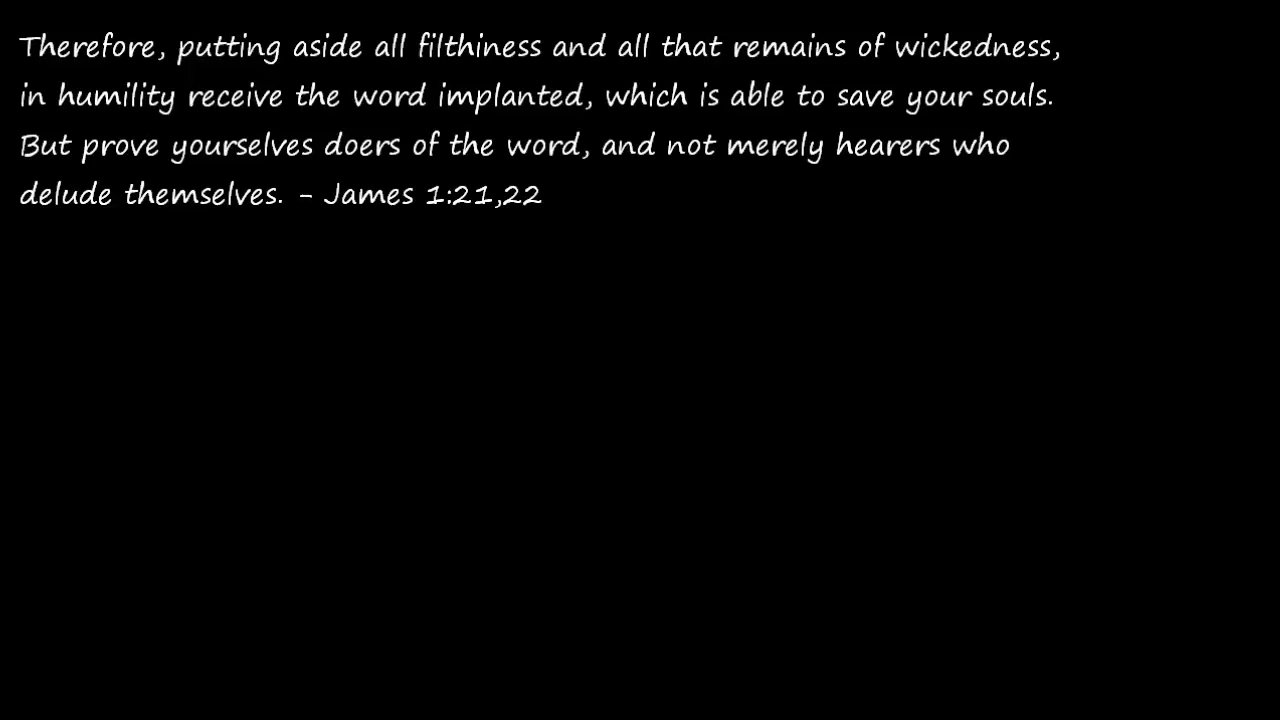 Therefore, putting aside all filthiness and all that remains of wickedness,
in humility receive the word implanted, which is able to save your souls.
But prove yourselves doers of the word, and not merely hearers who
delude themselves. - James 1:21,22